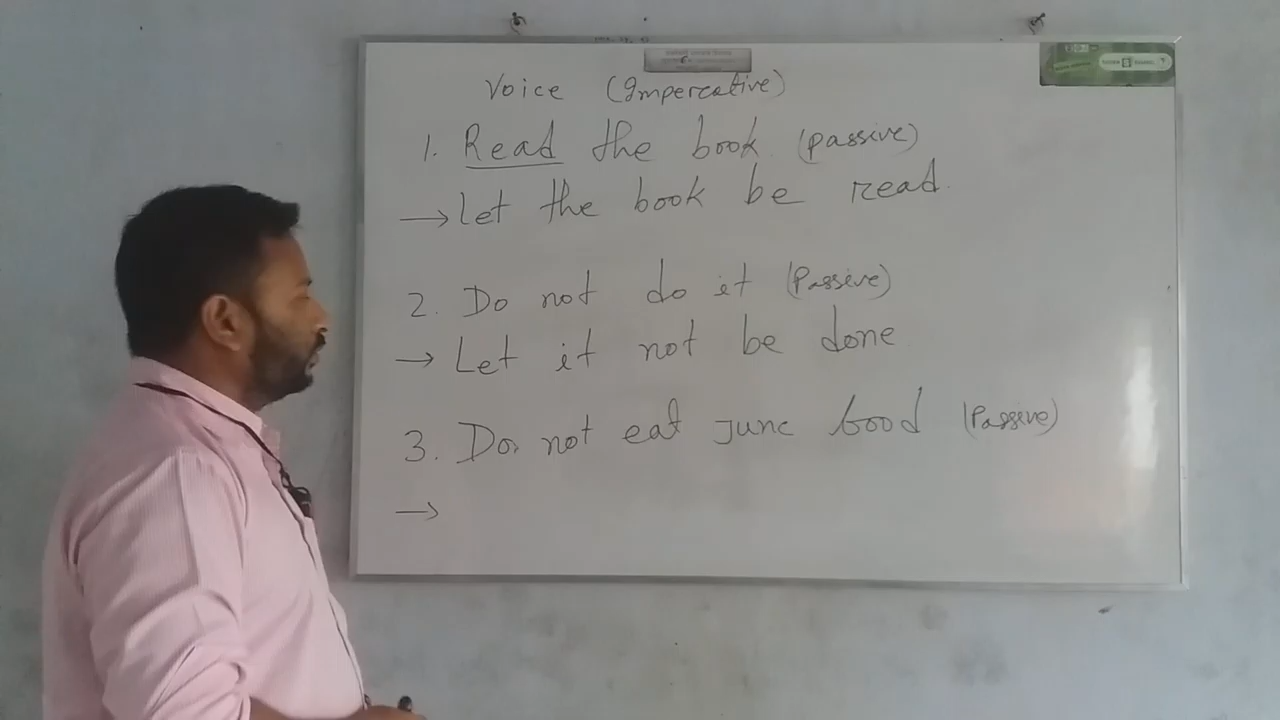 Voice (Imperative)
1. Read the book. (passive)
→ Let the book be read.
2. Do not do it (Passive)
→ Let it not be done
3. Do not eat junc food (Passive)
→